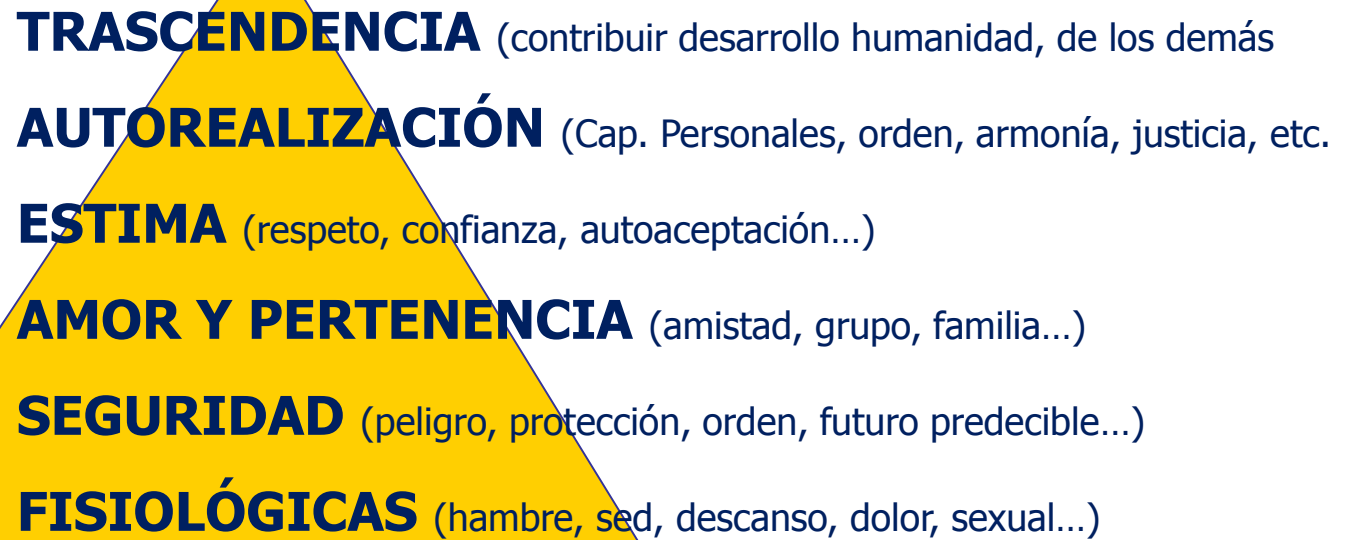 TRASCENDENCIA (contribuir desarrollo humanidad, de los demás
AUTOREALIZACIÓN (Cap. Personales, orden, armonía, justicia, etc.
ESTIMA (respeto, confianza, autoaceptación…)
AMOR Y PERTENENCIA (amistad, grupo, familia…)
SEGURIDAD (peligro, protección, orden, futuro predecible…)
FISIOLÓGICAS (hambre, sed, descanso, dolor, sexual…)